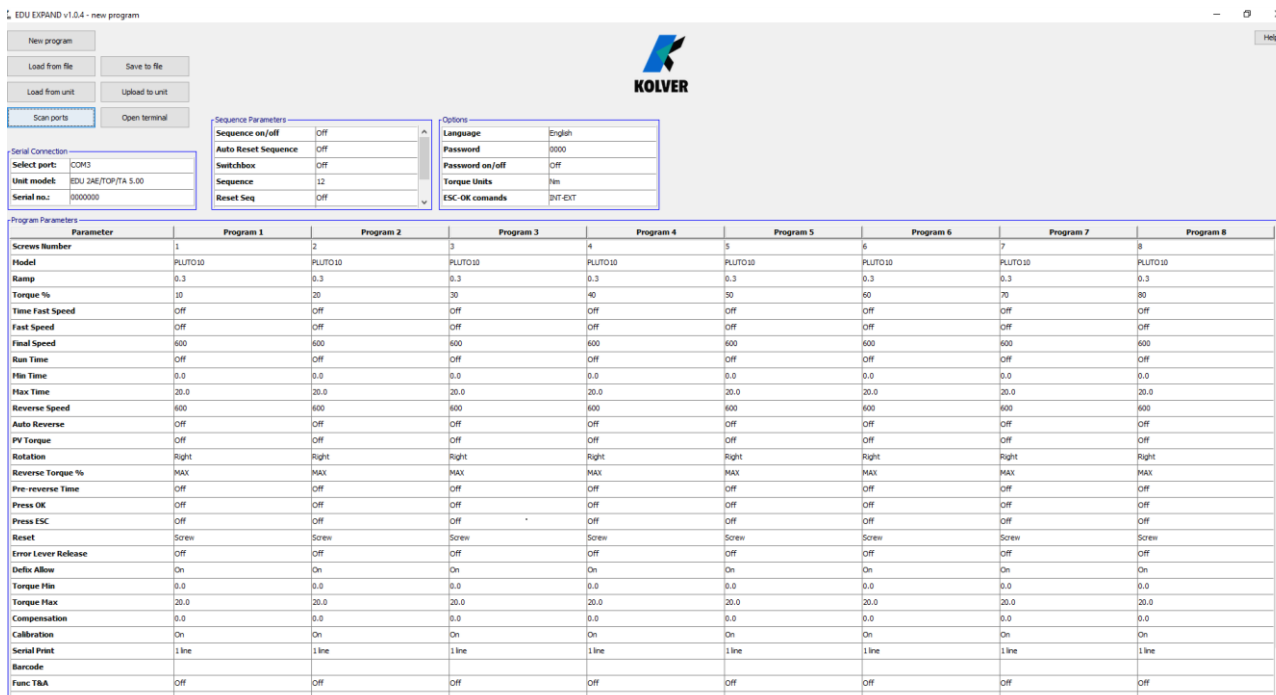 EDU EXPAND v1.0.4 - new program
New program
Help
Load from file Save to file
Load from unit Upload to unit
Scan ports Open terminal
KOLVER
Serial Connection
Select port: COM3
Unit model: EDU 2AE/TOP/TA 5.00
Serial no.: 0000000
Sequence Parameters
Sequence on/off Off
Auto Reset Sequence Off
Switchbox Off
Sequence 12
Reset Seq Off
Options
Language English
Password 0000
Password on/off Off
Torque Units Nm
ESC-OK comands INT-EXT
Program Parameters
Parameter Program 1 Program 2 Program 3 Program 4 Program 5 Program 6 Program 7 Program 8
Screws Number 1 2 3 4 5 6 7 8
Model PLUTO10 PLUTO10 PLUTO10 PLUTO10 PLUTO10 PLUTO10 PLUTO10 PLUTO10
Ramp 0.3 0.3 0.3 0.3 0.3 0.3 0.3 0.3
Torque % 10 20 30 40 50 60 70 80
Time Fast Speed Off Off Off Off Off Off Off Off
Fast Speed Off Off Off Off Off Off Off Off
Final Speed 600 600 600 600 600 600 600 600
Run Time Off Off Off Off Off Off Off Off
Min Time 0.0 0.0 0.0 0.0 0.0 0.0 0.0 0.0
Max Time 20.0 20.0 20.0 20.0 20.0 20.0 20.0 20.0
Reverse Speed 600 600 600 600 600 600 600 600
Auto Reverse Off Off Off Off Off Off Off Off
PV Torque Off Off Off Off Off Off Off Off
Rotation Right Right Right Right Right Right Right Right
Reverse Torque % MAX MAX MAX MAX MAX MAX MAX MAX
Pre-reverse Time Off Off Off Off Off Off Off Off
Press OK Off Off Off Off Off Off Off Off
Press ESC Off Off Off Off Off Off Off Off
Reset Screw Screw Screw Screw Screw Screw Screw Screw
Error Lever Release Off Off Off Off Off Off Off Off
Defix Allow On On On On On On On On
Torque Min 0.0 0.0 0.0 0.0 0.0 0.0 0.0 0.0
Torque Max 20.0 20.0 20.0 20.0 20.0 20.0 20.0 20.0
Compensation 0.0 0.0 0.0 0.0 0.0 0.0 0.0 0.0
Calibration On On On On On On On On
Serial Print 1 line 1 line 1 line 1 line 1 line 1 line 1 line 1 line
Barcode
Func T&A Off Off Off Off Off Off Off Off